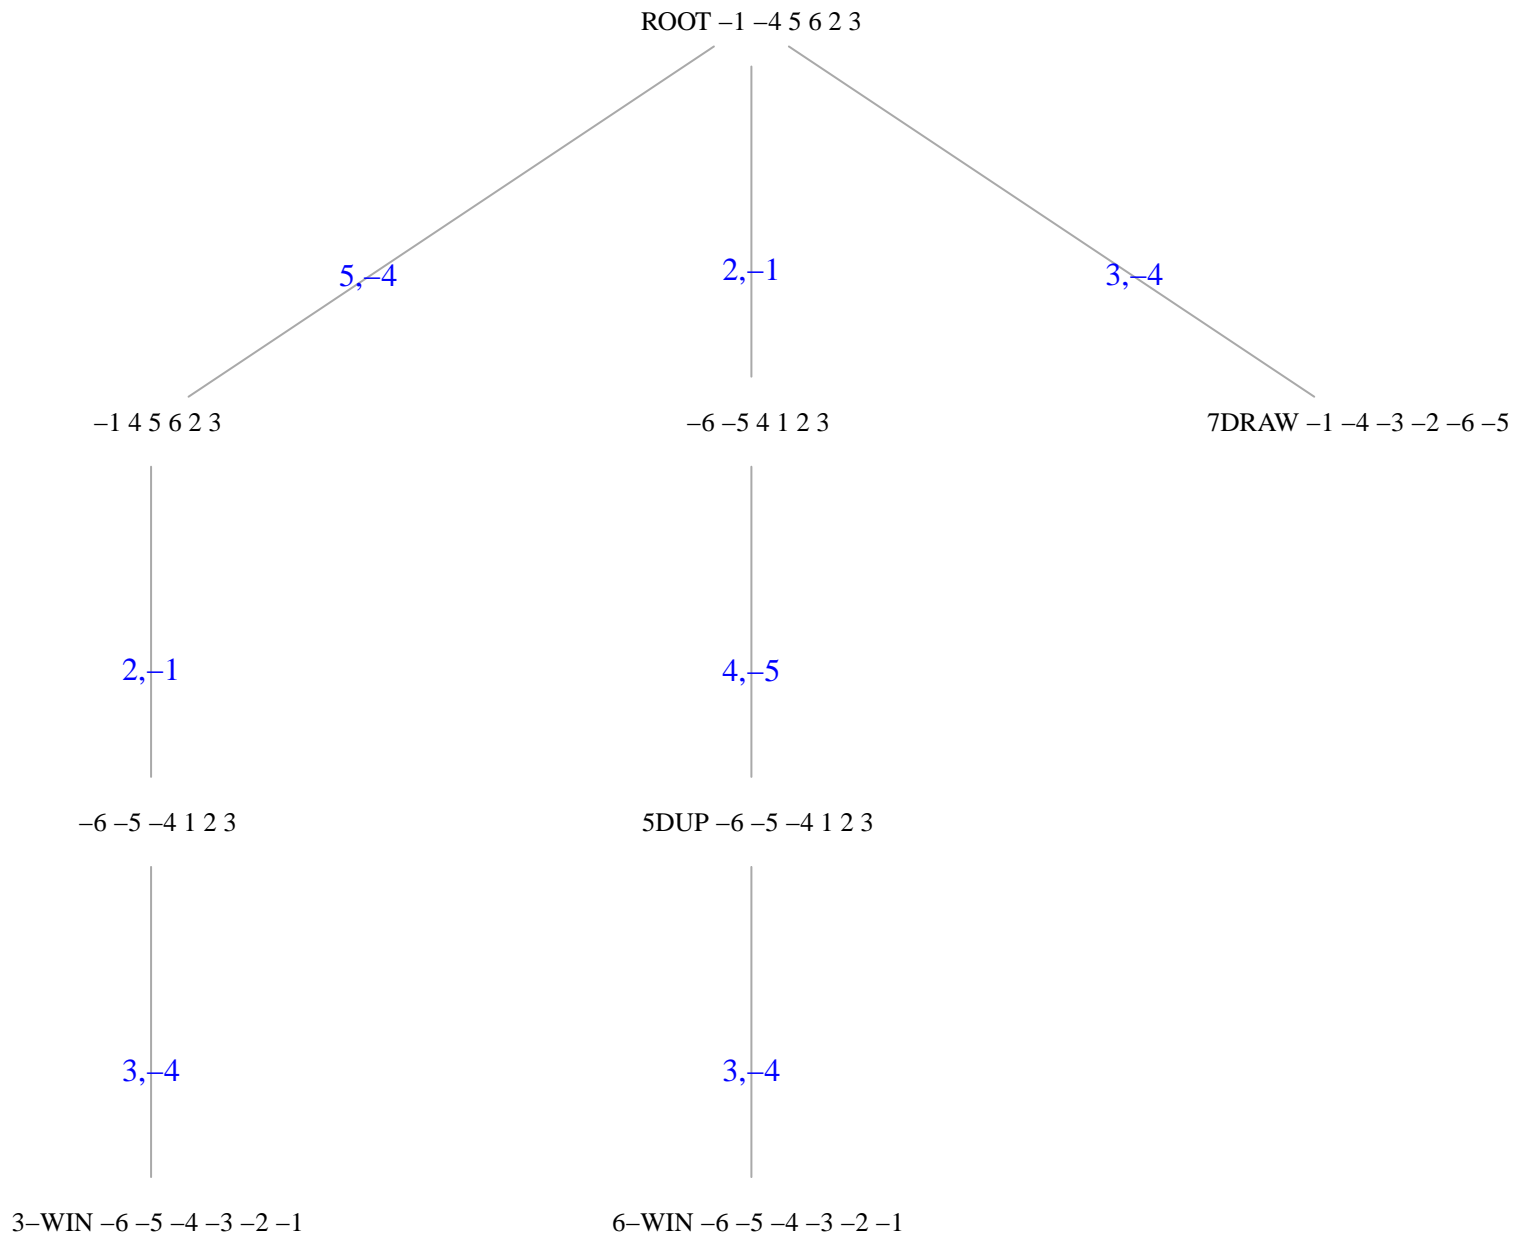 ROOT –1 –4 5 6 2 3
5,–4
2,–1
3,–4
–1 4 5 6 2 3
–6 –5 4 1 2 3
7DRAW –1 –4 –3 –2 –6 –5
2,–1
4,–5
–6 –5 –4 1 2 3
5DUP –6 –5 –4 1 2 3
3,–4
3,–4
3–WIN –6 –5 –4 –3 –2 –1
6–WIN –6 –5 –4 –3 –2 –1